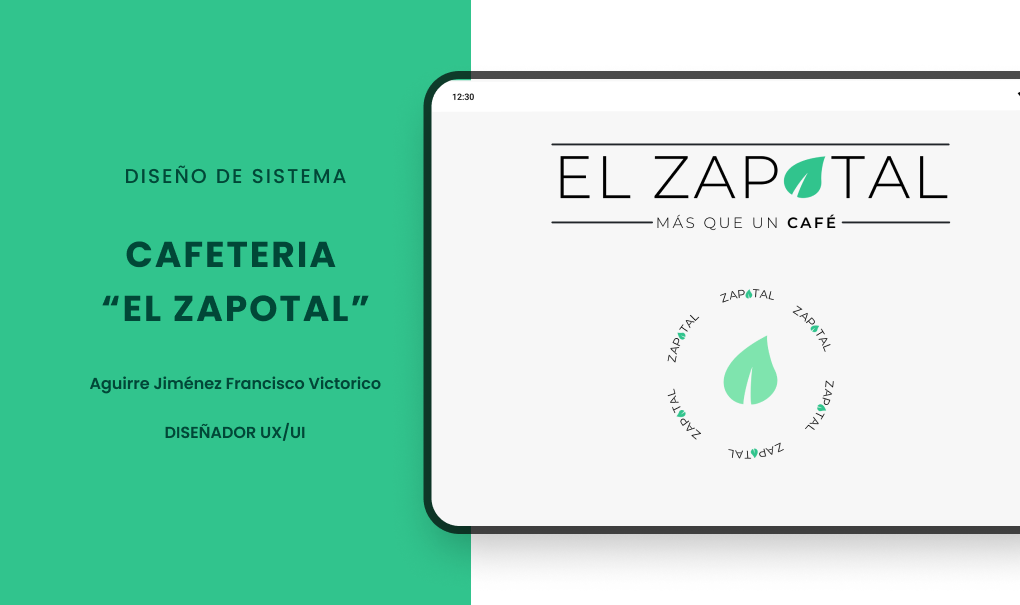 DISEÑO DE SISTEMA
CAFETERIA
“EL ZAPOTAL”
Aguirre Jiménez Francisco Victorico
DISEÑADOR UX/UI
12:30
EL ZAPOTAL
MÁS QUE UN CAFÉ
ZAPOTAL
ZAPOTAL
ZAPOTAL
ZAPOTAL
ZAPOTAL
ZAPOTAL